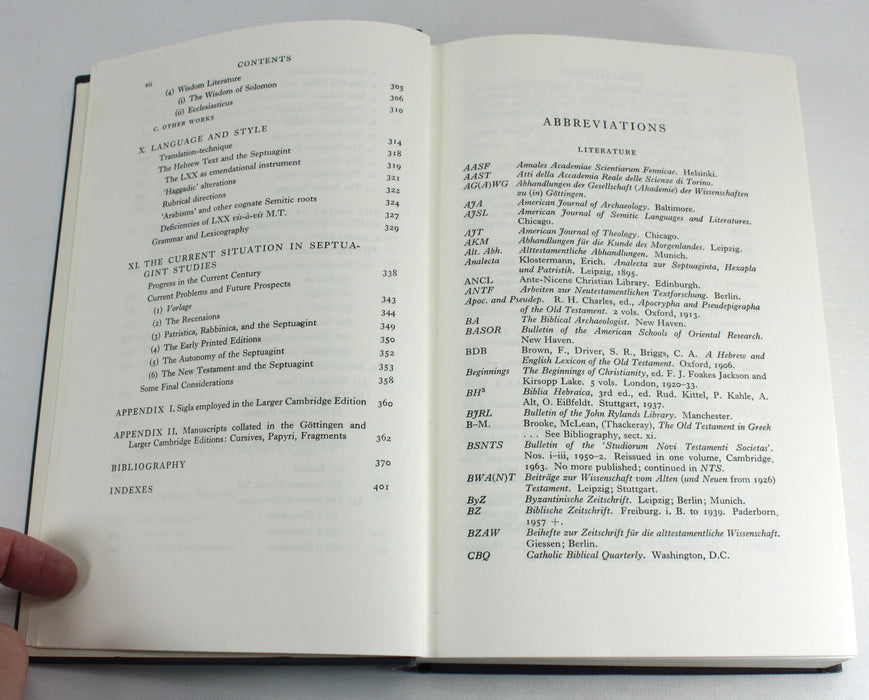 xii
CONTENTS
(4) Wisdom Literature
(i) The Wisdom of Solomon 305
(ii) Ecclesiasticus 306
C. OTHER WORKS 310
X. LANGUAGE AND STYLE
Translation-technique 314
The Hebrew Text and the Septuagint 318
The LXX as emendational instrument 319
'Haggadic' alterations 321
Rubrical directions 322
'Arabisms' and other cognate Semitic roots 324
Deficiencies of LXX vis-à-vis M.T. 327
Grammar and Lexicography 329
XI. THE CURRENT SITUATION IN SEPTUA-
GINT STUDIES
Progress in the Current Century 338
Current Problems and Future Prospects
(1) Vorlage 343
(2) The Recensions 344
(3) Patristica, Rabbinica, and the Septuagint 349
(4) The Early Printed Editions 350
(5) The Autonomy of the Septuagint 352
(6) The New Testament and the Septuagint 353
Some Final Considerations 358
APPENDIX I. Sigla employed in the Larger Cambridge Edition 360
APPENDIX II. Manuscripts collated in the Göttingen and
Larger Cambridge Editions: Cursives, Papyri, Fragments 362
BIBLIOGRAPHY 370
INDEXES 401
ABBREVIATIONS
LITERATURE
AASF Annales Academiae Scientiarum Fennicae. Helsinki.
AAST Atti della Accademia Reale delle Scienze di Torino.
AG(A)WG Abhandlungen der Gesellschaft (Akademie) der Wissenschaften
zu (in) Göttingen.
AJA American Journal of Archaeology. Baltimore.
AJSL American Journal of Semitic Languages and Literatures.
Chicago.
AJT American Journal of Theology. Chicago.
AKM Abhandlungen für die Kunde des Morgenlandes. Leipzig.
Alt. Abh. Alttestamentliche Abhandlungen. Munich.
Analecta Klostermann, Erich. Analecta zur Septuaginta, Hexapla
und Patristik. Leipzig, 1895.
ANCL Ante-Nicene Christian Library. Edinburgh.
ANTF Arbeiten zur Neutestamentlichen Textforschung. Berlin.
Apoc. and Pseudep. R. H. Charles, ed., Apocrypha and Pseudepigrapha
of the Old Testament. 2 vols. Oxford, 1913.
BA The Biblical Archaeologist. New Haven.
BASOR Bulletin of the American Schools of Oriental Research.
New Haven.
BDB Brown, F., Driver, S. R., Briggs, C. A. A Hebrew and
English Lexicon of the Old Testament. Oxford, 1906.
Beginnings The Beginnings of Christianity, ed. F. J. Foakes Jackson and
Kirsopp Lake. 5 vols. London, 1920–33.
BH³ Biblia Hebraica, 3rd ed., ed. Rud. Kittel, P. Kahle, A.
Alt, O. Eißfeldt. Stuttgart, 1937.
BJRL Bulletin of the John Rylands Library. Manchester.
B–M. Brooke, McLean, (Thackeray), The Old Testament in Greek
. . . See Bibliography, sect. xi.
BSNTS Bulletin of the 'Studiorum Novi Testamenti Societas'.
Nos. i–iii, 1950–2. Reissued in one volume, Cambridge,
1963. No more published; continued in NTS.
BWA(N)T Beiträge zur Wissenschaft vom Alten (und Neuen from 1926)
Testament. Leipzig; Stuttgart.
ByZ Byzantinische Zeitschrift. Leipzig; Berlin; Munich.
BZ Biblische Zeitschrift. Freiburg. i. B. to 1939. Paderborn,
1957 +.
BZAW Beihefte zur Zeitschrift für die alttestamentliche Wissenschaft.
Giessen; Berlin.
CBQ Catholic Biblical Quarterly. Washington, D.C.